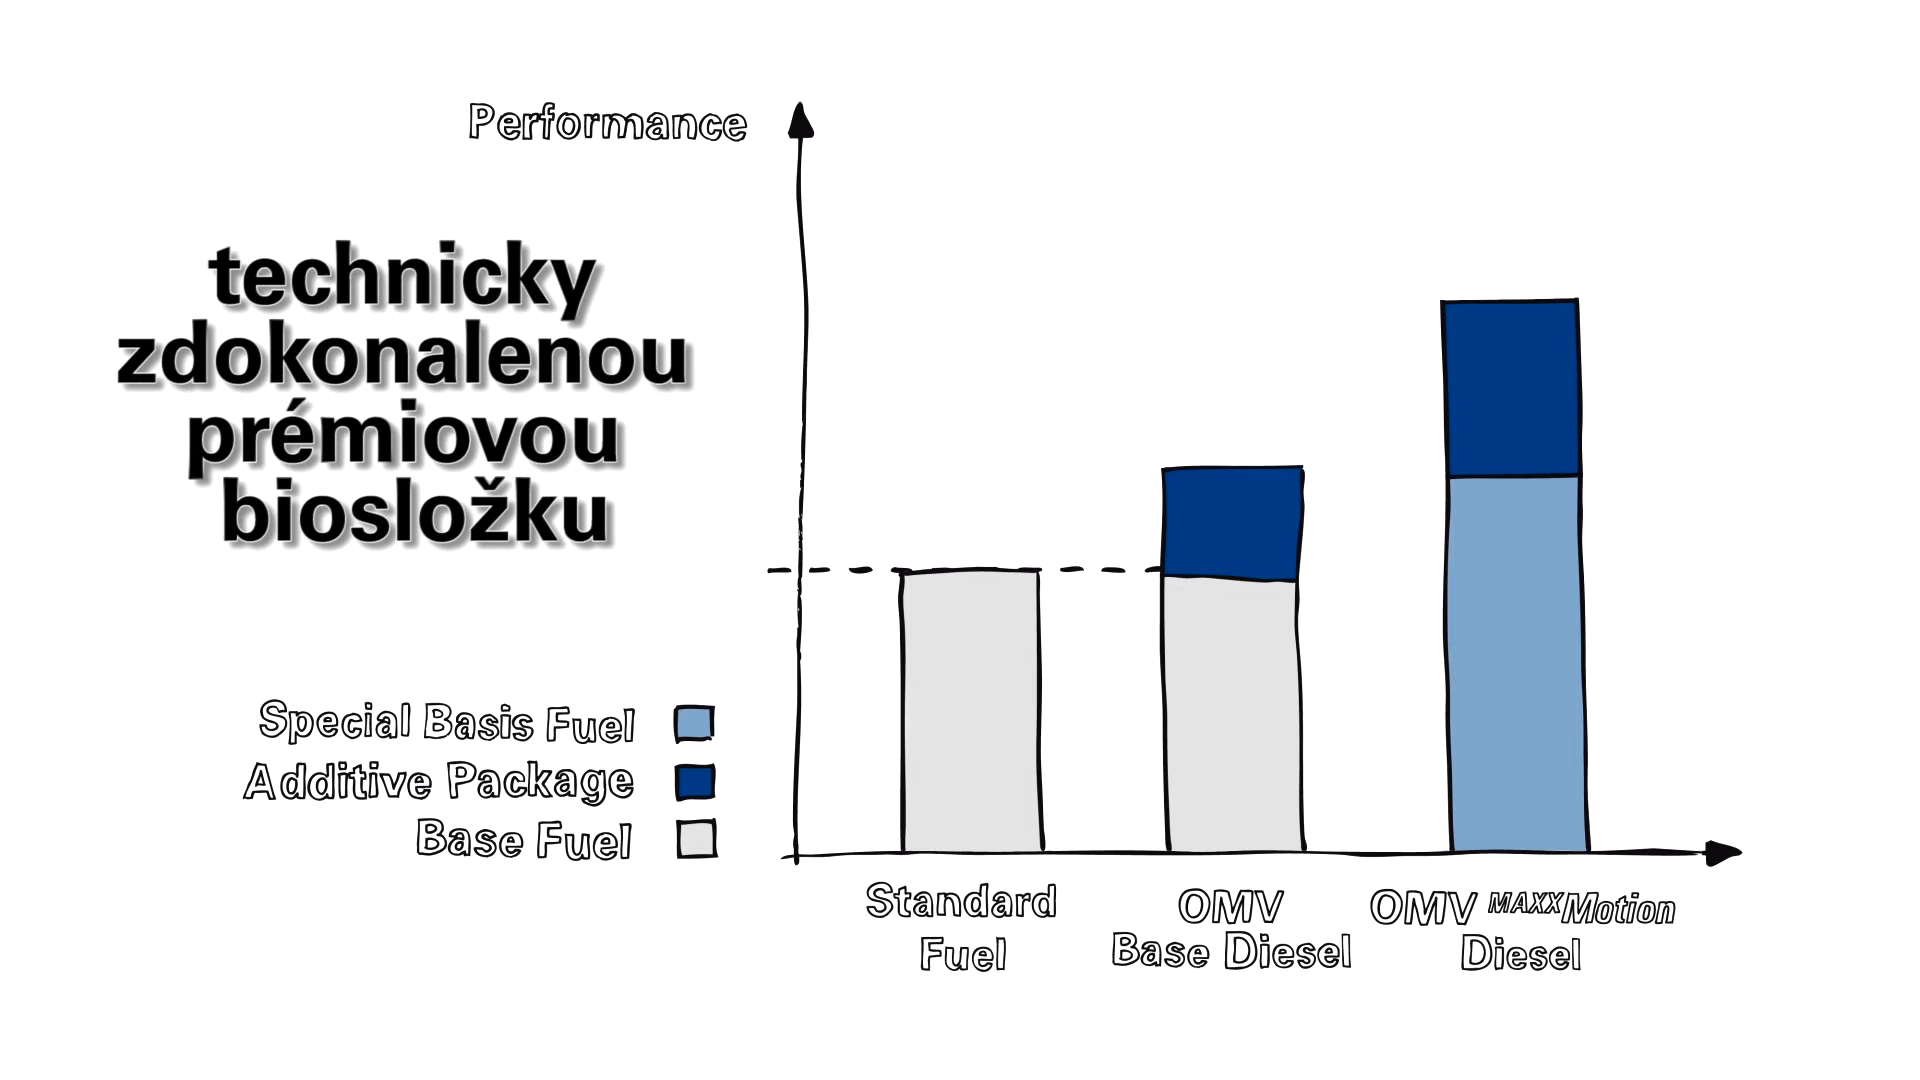 Performance
technicky
zdokonalenou
prémiovou
biosložku
Special Basis Fuel
Additive Package
Base Fuel
Standard
Fuel
OMV
Base Diesel
OMV MAXXMotion
Diesel